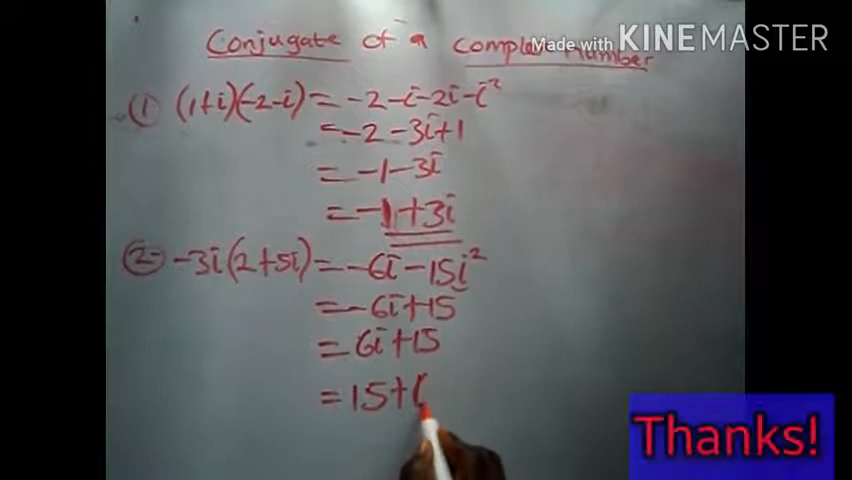 Conjugate of a comple number
Made with KINEMASTER
(1) (1+i)(-2-i) = -2-i-2i-i²
= -2-3i+1
= -1-3i
= -1+3i
(2) -3i(2+5i) = -6i-15i²
= -6i+15
= 6i+15
= 15+
Thanks!